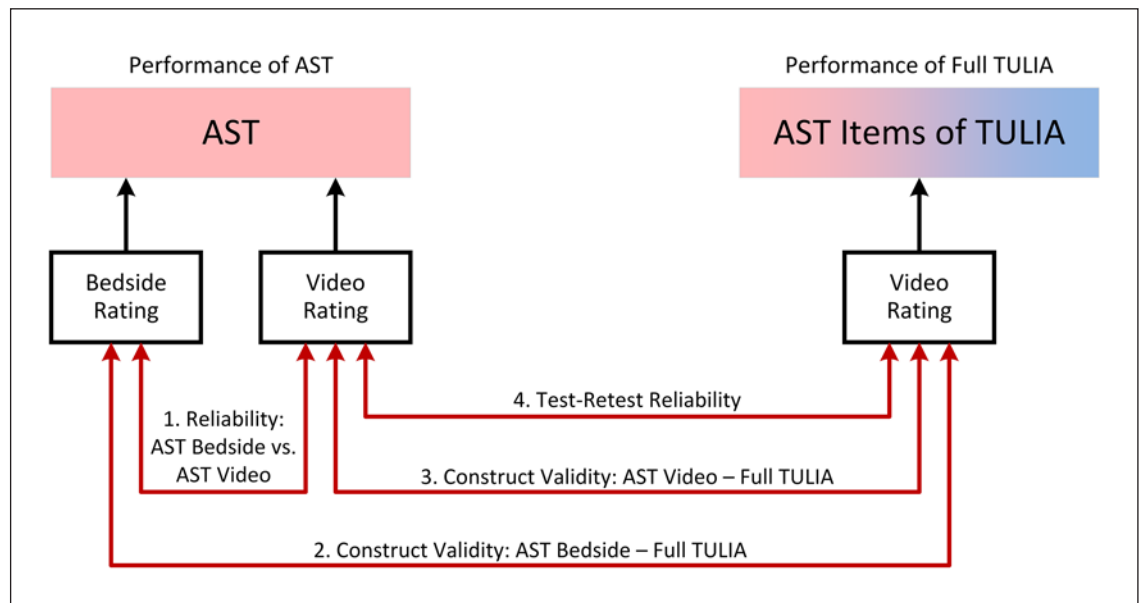 Performance of AST
Performance of Full TULIA
AST
AST Items of TULIA
Bedside
Rating
Video
Rating
Video
Rating
4. Test-Retest Reliability
1. Reliability:
AST Bedside vs.
AST Video
3. Construct Validity: AST Video – Full TULIA
2. Construct Validity: AST Bedside – Full TULIA